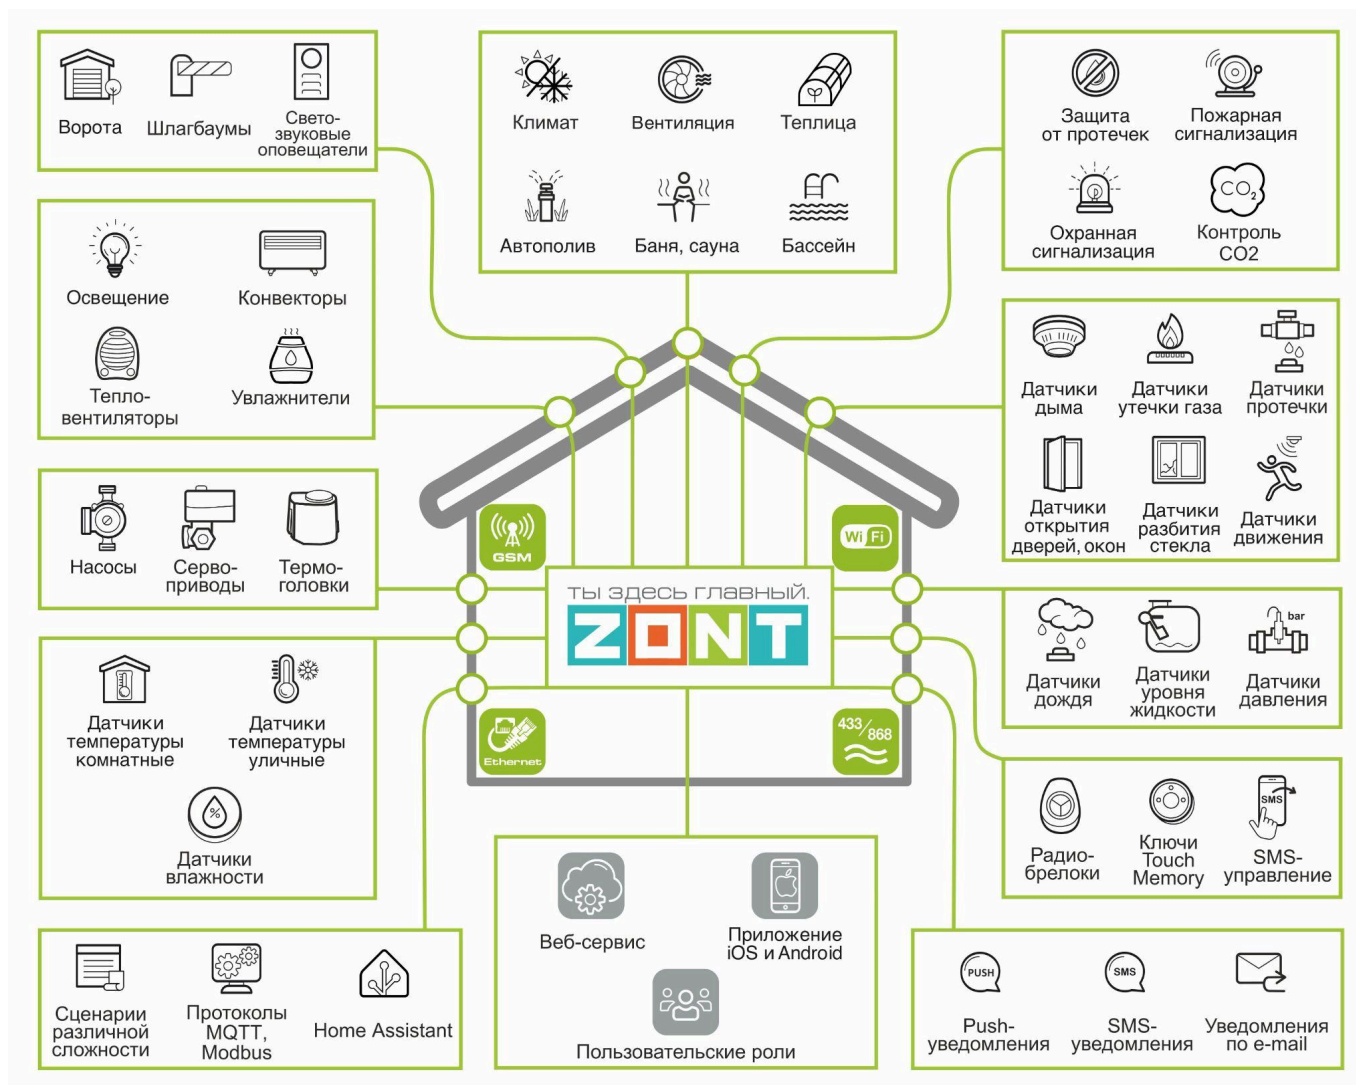 Ворота
Шлагбаумы
Свето-
звуковые
оповещатели
Климат
Вентиляция
Теплица
Автополив
Баня, сауна
Бассейн
Защита
от протечек
Пожарная
сигнализация
Охранная
сигнализация
CO2
Контроль
CO2
Освещение
Конвекторы
Тепло-
вентиляторы
Увлажнители
Датчики
дыма
Датчики
утечки газа
Датчики
протечки
Датчики
открытия
дверей, окон
Датчики
разбития
стекла
Датчики
движения
Насосы
Серво-
приводы
Термо-
головки
GSM
Wi Fi
ты здесь главный.
ZONT
Ethernet
433/868
Датчики
температуры
комнатные
Датчики
температуры
уличные
%
Датчики
влажности
Датчики
дождя
Датчики
уровня
жидкости
bar
Датчики
давления
Радио-
брелоки
Ключи
Touch
Memory
SMS
SMS-
управление
Сценарии
различной
сложности
Протоколы
MQTT,
Modbus
Home Assistant
Веб-сервис
Приложение
iOS и Android
Пользовательские роли
PUSH
Push-
уведомления
SMS
SMS-
уведомления
Уведомления
по e-mail